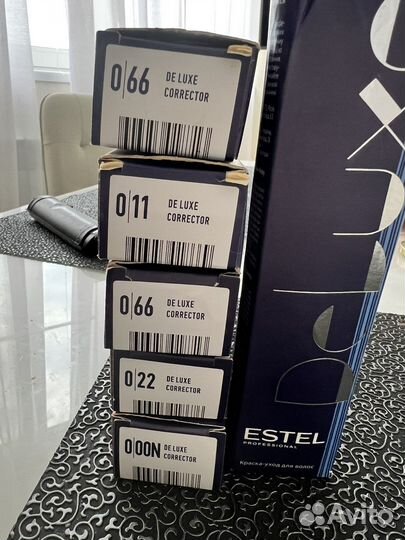 0|66
DE LUXE
CORRECTOR
0|11
DE LUXE
CORRECTOR
0|66
DE LUXE
CORRECTOR
0|22
DE LUXE
CORRECTOR
0|00N
DE LUXE
CORRECTOR
DeLuxe
ESTEL
PROFESSIONAL
Краска-уход для волос
Avito